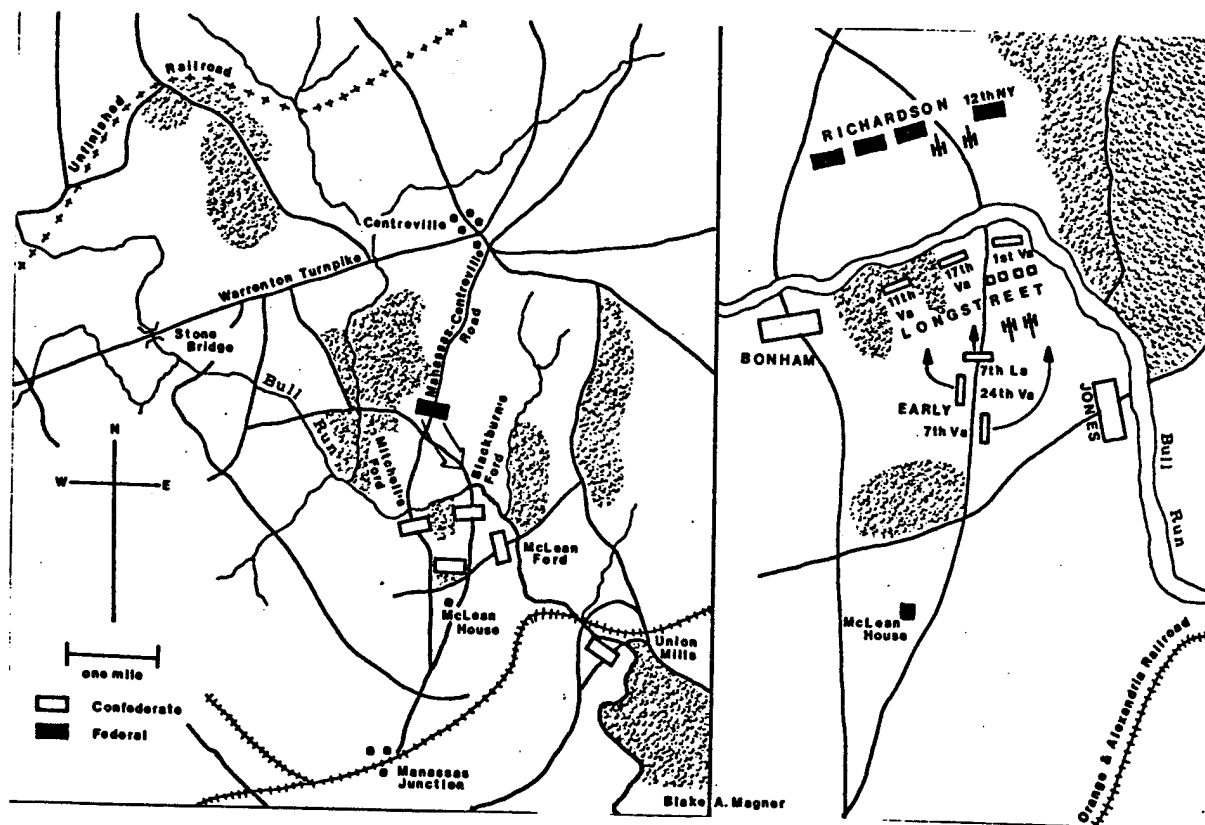 Unfinished Railroad
Centreville
Warrenton Turnpike
Manassas-Centreville
Road
Stone
Bridge
Bull Run
Mitchell's
Ford
Blackburn's
Ford
McLean
Ford
McLean
House
Union
Mills
N
W
E
one mile
Confederate
Federal
Manassas
Junction
Blake A. Magner
RICHARDSON
12th NY
1st Va
17th
Va
11th
Va
LONGSTREET
BONHAM
7th La
24th Va
EARLY
7th Va
JONES
Bull Run
McLean
House
Orange & Alexandria Railroad